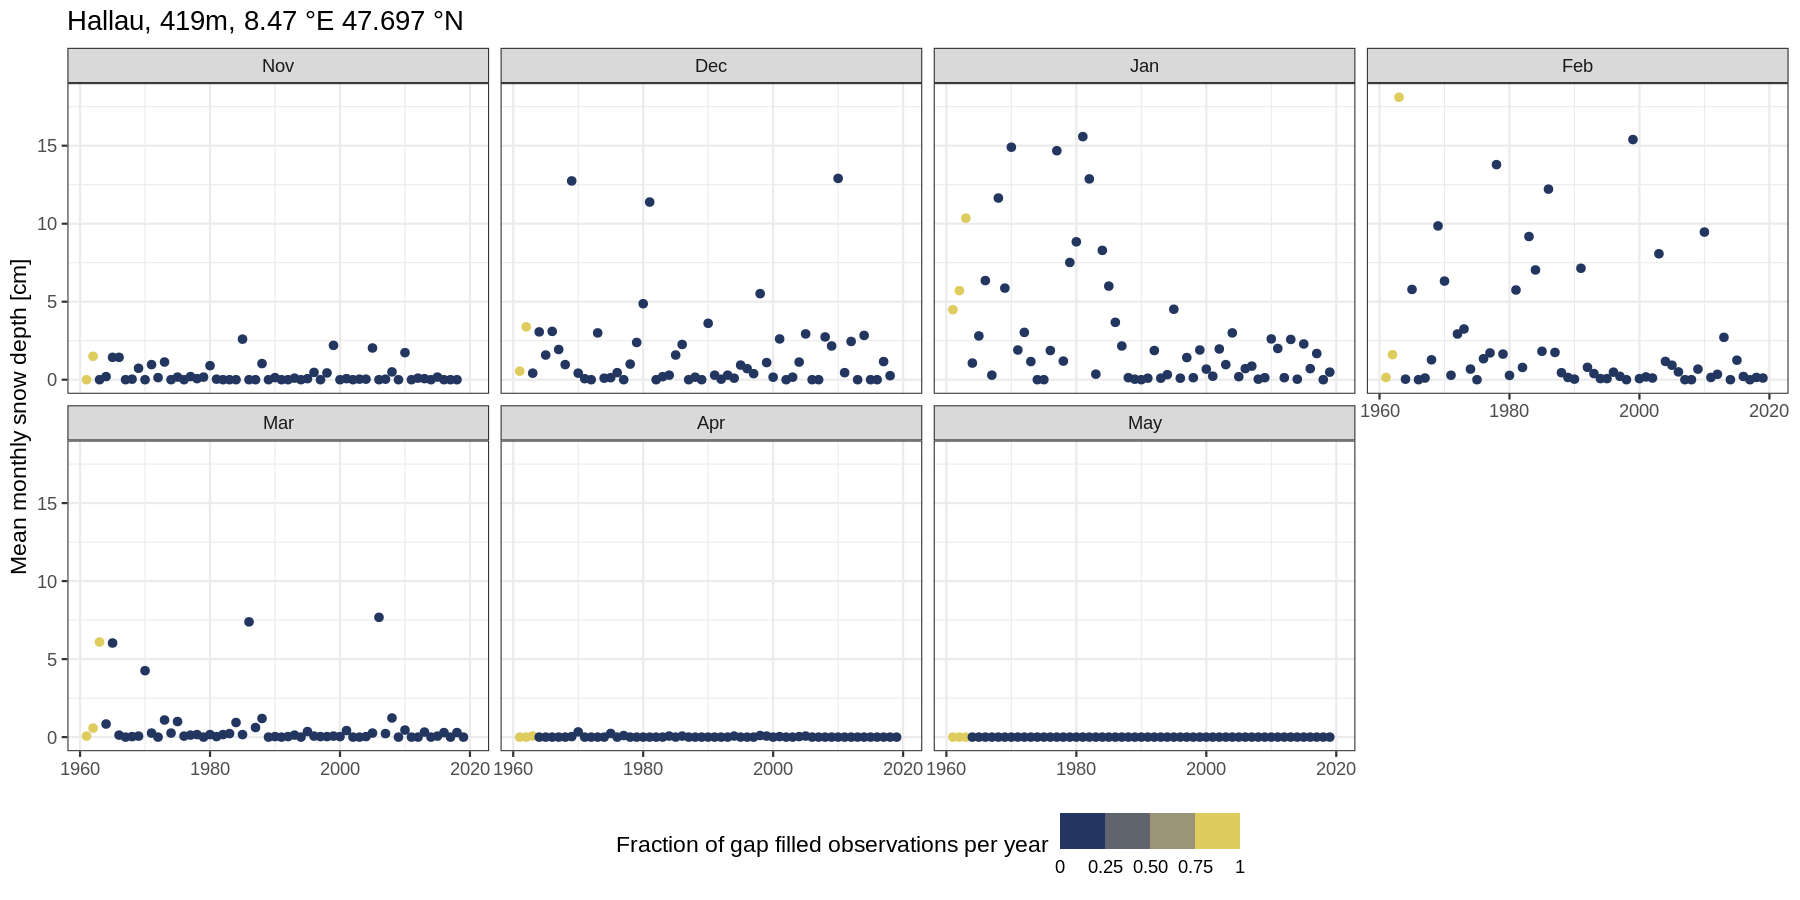 Hallau, 419m, 8.47 °E 47.697 °N
Nov
Dec
Jan
Feb
15
10
5
0
1960 1980 2000 2020
Mean monthly snow depth [cm]
Mar
Apr
May
15
10
5
0
1960 1980 2000 2020 1960 1980 2000 2020 1960 1980 2000 2020
Fraction of gap filled observations per year
0 0.25 0.50 0.75 1